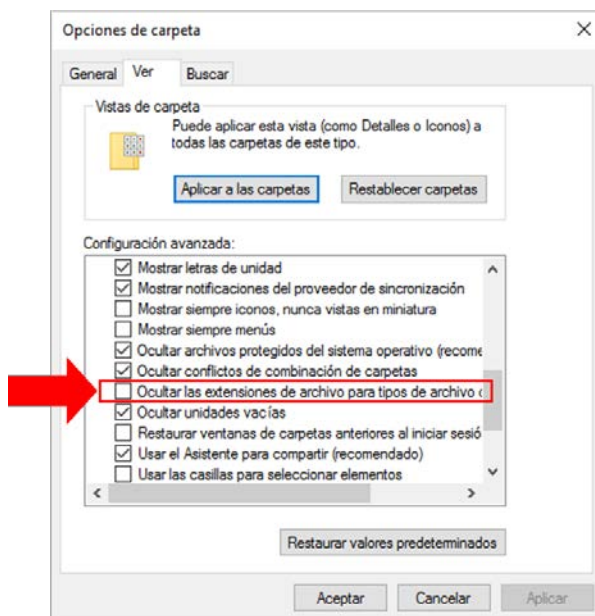 Opciones de carpeta
General Ver Buscar
Vistas de carpeta
Puede aplicar esta vista (como Detalles o Iconos) a
todas las carpetas de este tipo.
Aplicar a las carpetas Restablecer carpetas
Configuración avanzada:
Mostrar letras de unidad
Mostrar notificaciones del proveedor de sincronización
Mostrar siempre iconos, nunca vistas en miniatura
Mostrar siempre menús
Ocultar archivos protegidos del sistema operativo (recome
Ocultar conflictos de combinación de carpetas
Ocultar las extensiones de archivo para tipos de archivo c
Ocultar unidades vacías
Restaurar ventanas de carpetas anteriores al iniciar sesió
Usar el Asistente para compartir (recomendado)
Usar las casillas para seleccionar elementos
Restaurar valores predeterminados
Aceptar Cancelar Aplicar